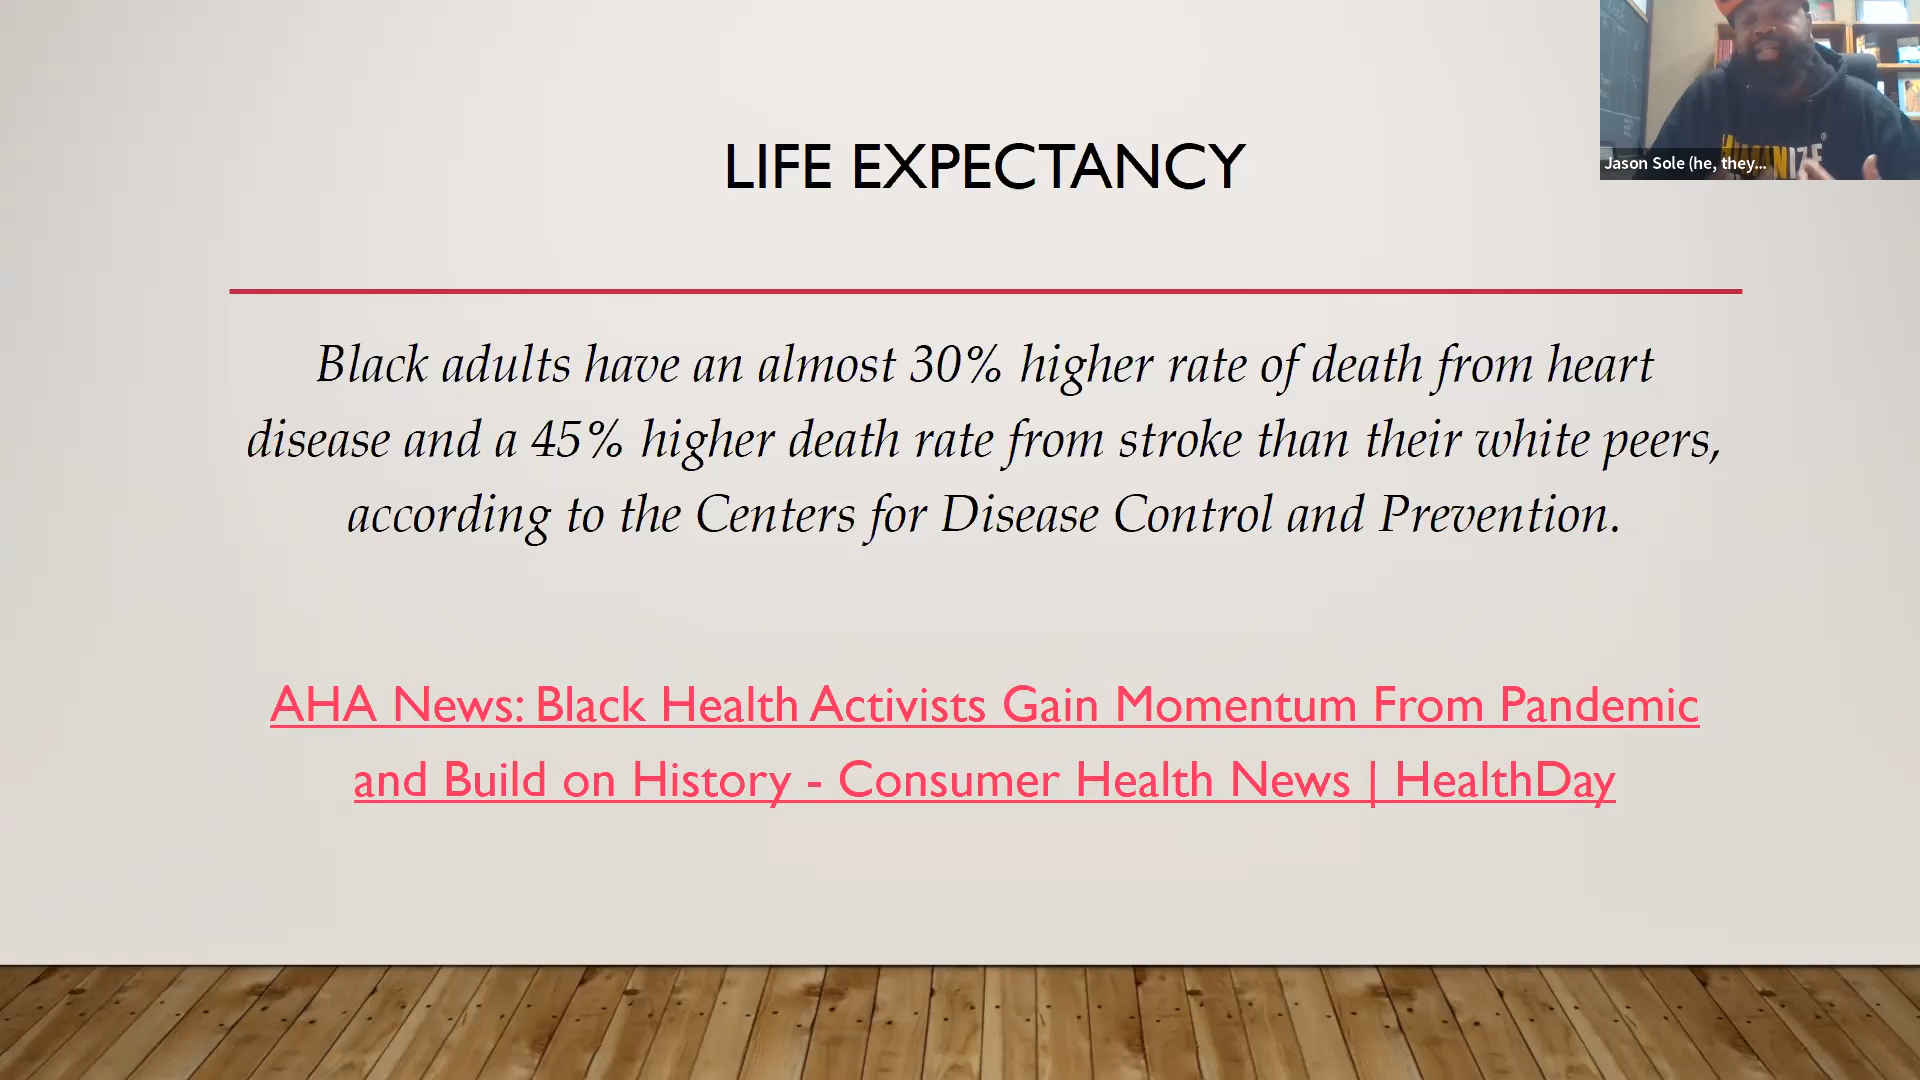 LIFE EXPECTANCY
Black adults have an almost 30% higher rate of death from heart
disease and a 45% higher death rate from stroke than their white peers,
according to the Centers for Disease Control and Prevention.
AHA News: Black Health Activists Gain Momentum From Pandemic
and Build on History - Consumer Health News | HealthDay
Jason Sole (he, they...